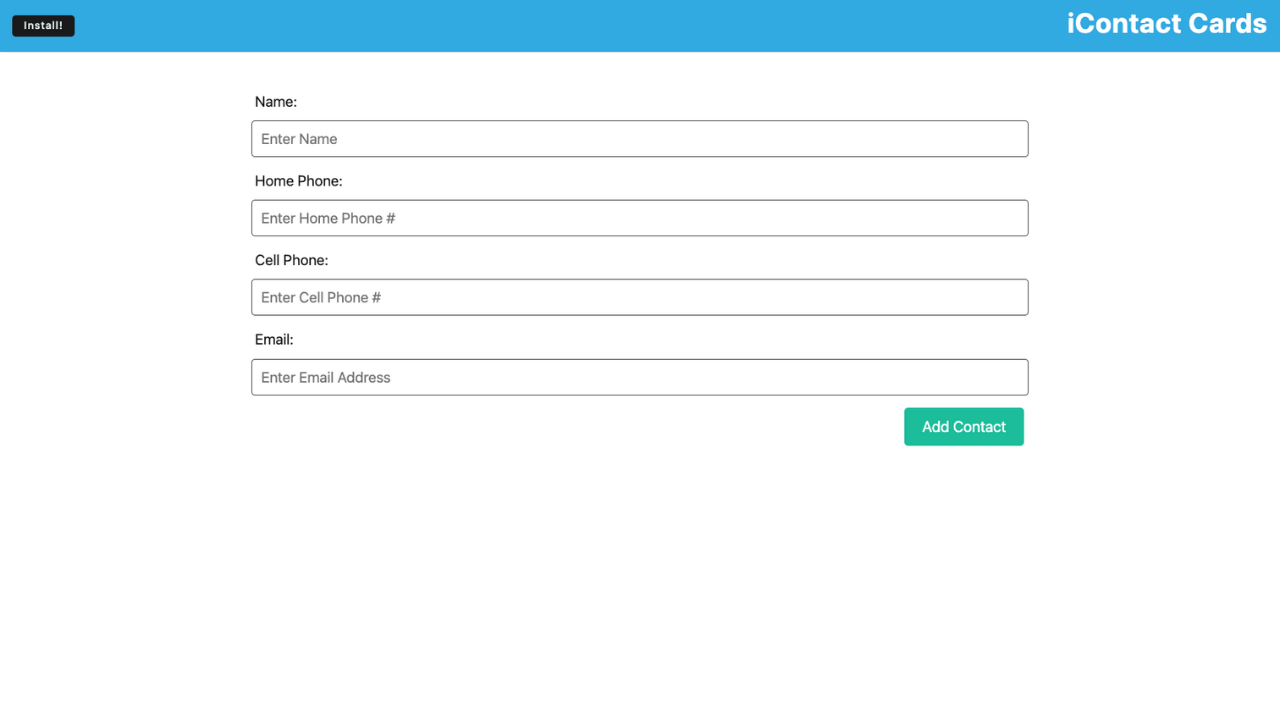 Install!
iContact Cards
Name:
Enter Name
Home Phone:
Enter Home Phone #
Cell Phone:
Enter Cell Phone #
Email:
Enter Email Address
Add Contact